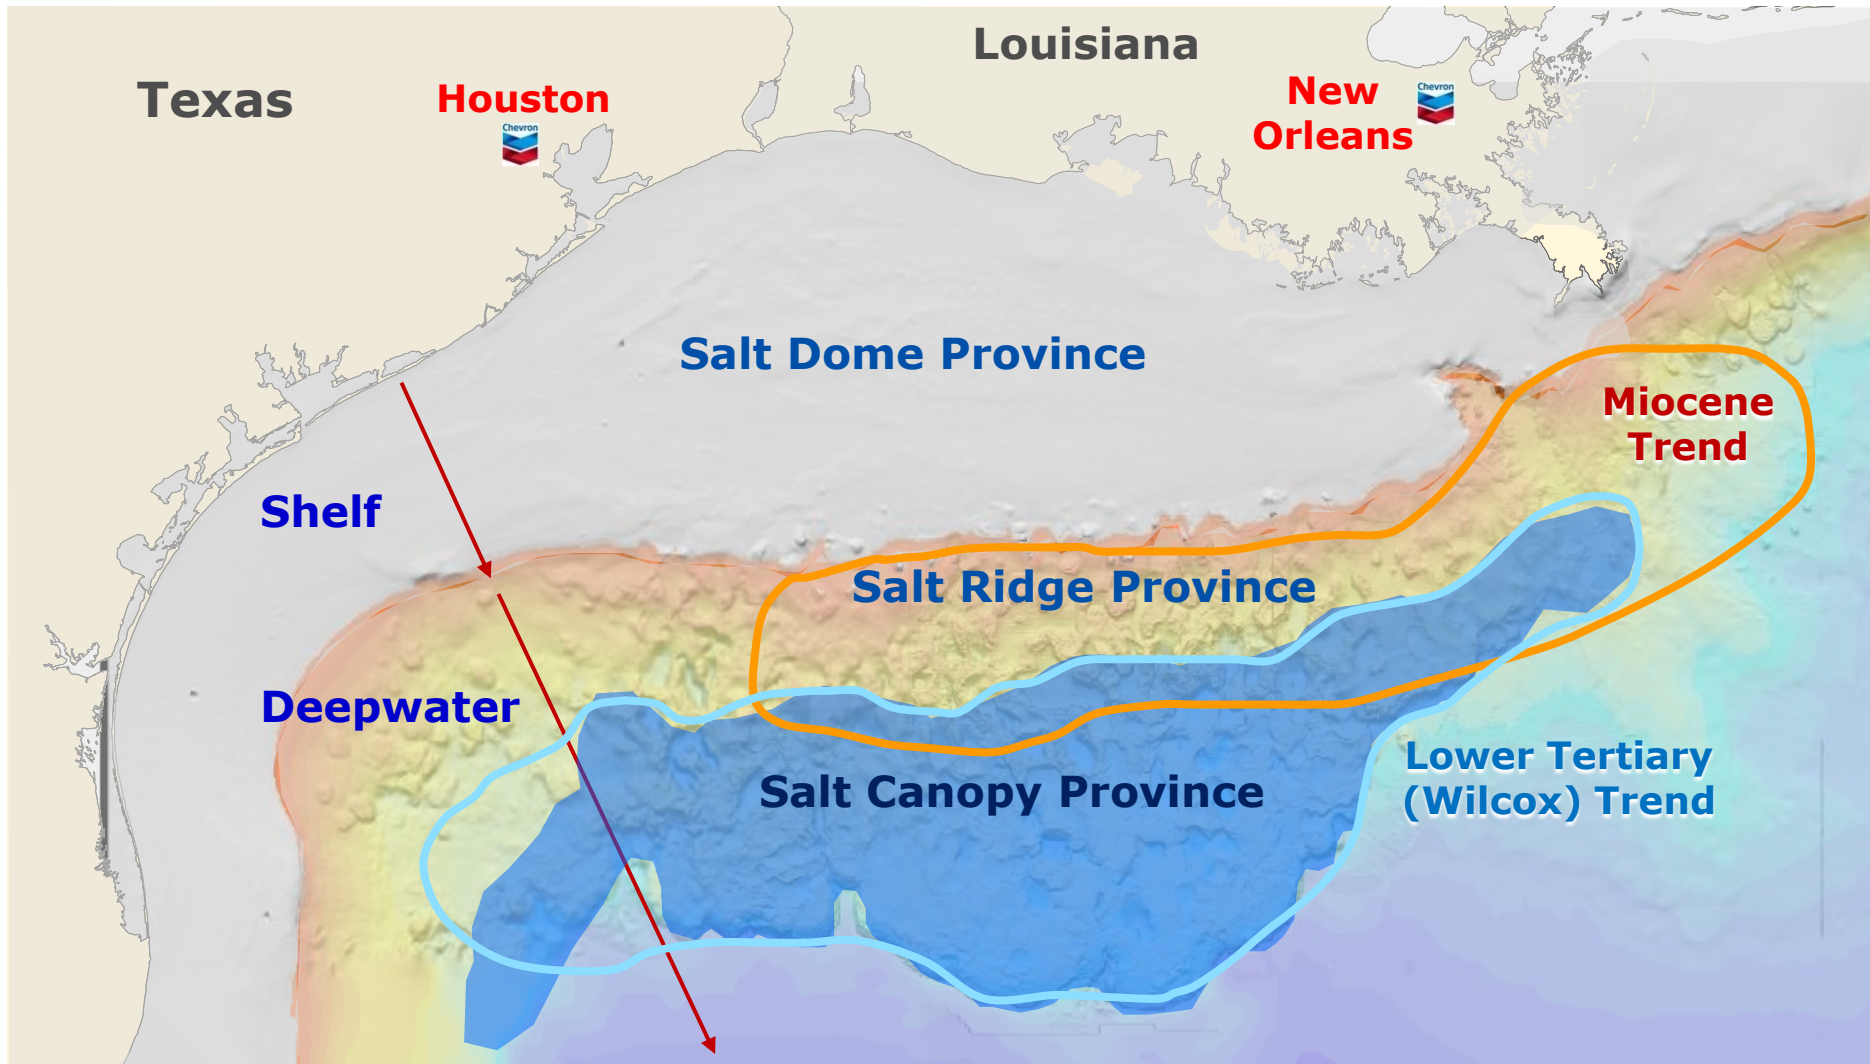 Louisiana
Texas
Houston
Chevron
New
Orleans
Chevron
Salt Dome Province
Miocene
Trend
Shelf
Salt Ridge Province
Deepwater
Salt Canopy Province
Lower Tertiary
(Wilcox) Trend